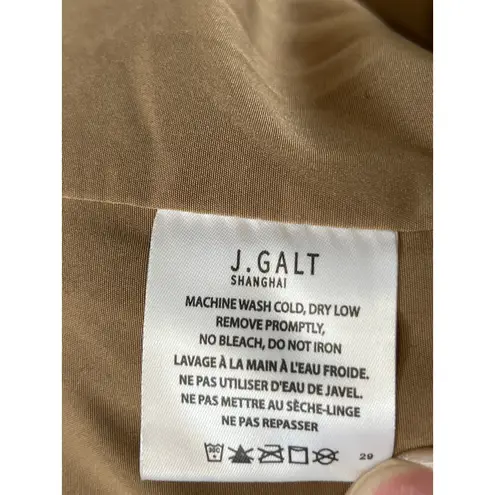 J.GALT
SHANGHAI
MACHINE WASH COLD, DRY LOW
REMOVE PROMPTLY,
NO BLEACH, DO NOT IRON
LAVAGE À LA MAIN À L'EAU FROIDE.
NE PAS UTILISER D'EAU DE JAVEL.
NE PAS METTRE AU SÈCHE-LINGE
NE PAS REPASSER
29